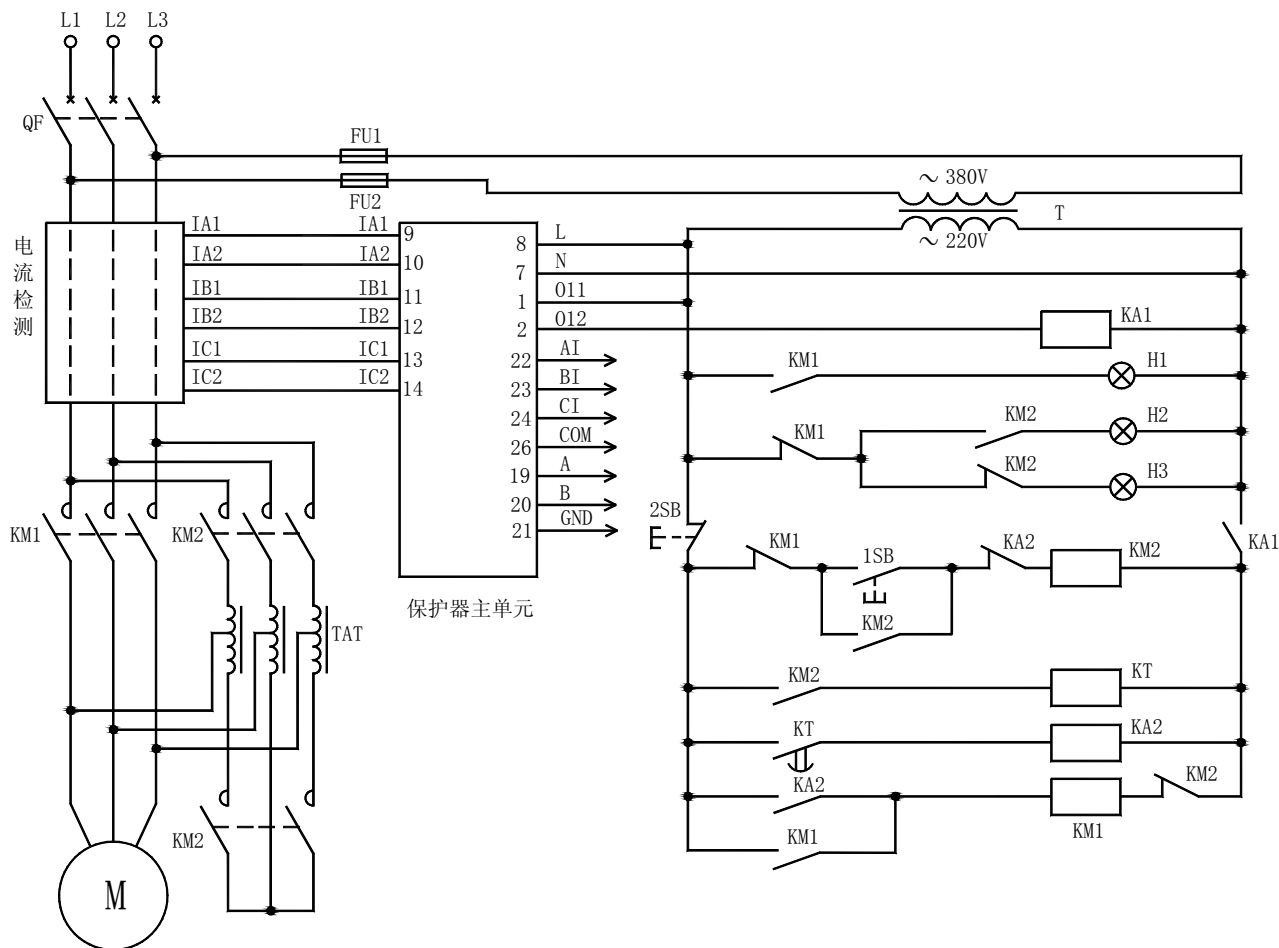 L1 L2 L3
QF
FU1
FU2
～380V
T
～220V
电流检测
IA1 IA1 9
IA2 IA2 10
IB1 IB1 11
IB2 IB2 12
IC1 IC1 13
IC2 IC2 14
8 L
7 N
1 O11
2 O12
22 AI
23 BI
24 CI
26 COM
19 A
20 B
21 GND
保护器主单元
KA1
KM1 H1
KM1 KM2 H2
KM2 H3
2SB
KM1 1SB KA2 KM2 KA1
KM2
KM2 KT
KT KA2
KA2 KM2
KM1
KM1
KM1 KM2
TAT
KM2
M